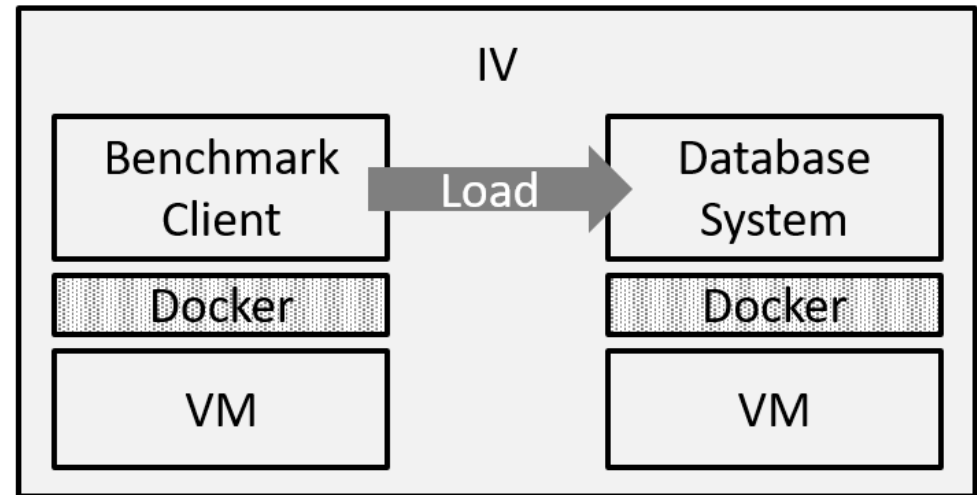 IV
Benchmark
Client
Load
Database
System
Docker
Docker
VM
VM